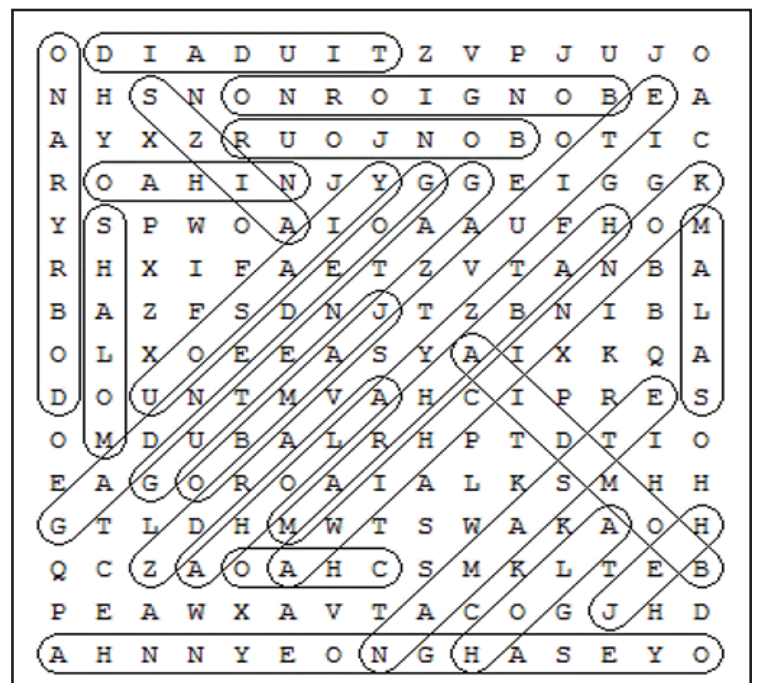 O D I A D U I T Z V P J U J O
N H S N O N R O I G N O B E A
A Y X Z R U O J N O B O T I C
R O A H I N J Y G G E I G G K
Y S P W O A I O A A U F H O M
R H X I F A E T Z V T A N B A
B A Z F S D N J T Z B N I B L
O L X O E E A S Y A I X K Q A
D O U N T M V A H C I P R E S
O M D U B A L R H P T D T I O
E A G O R O A I A L K S M H H
G T L D H M W T S W A K A O H
Q C Z A O A H C S M K L T E B
P E A W X A V T A C O G J H D
A H N N Y E O N G H A S E Y O